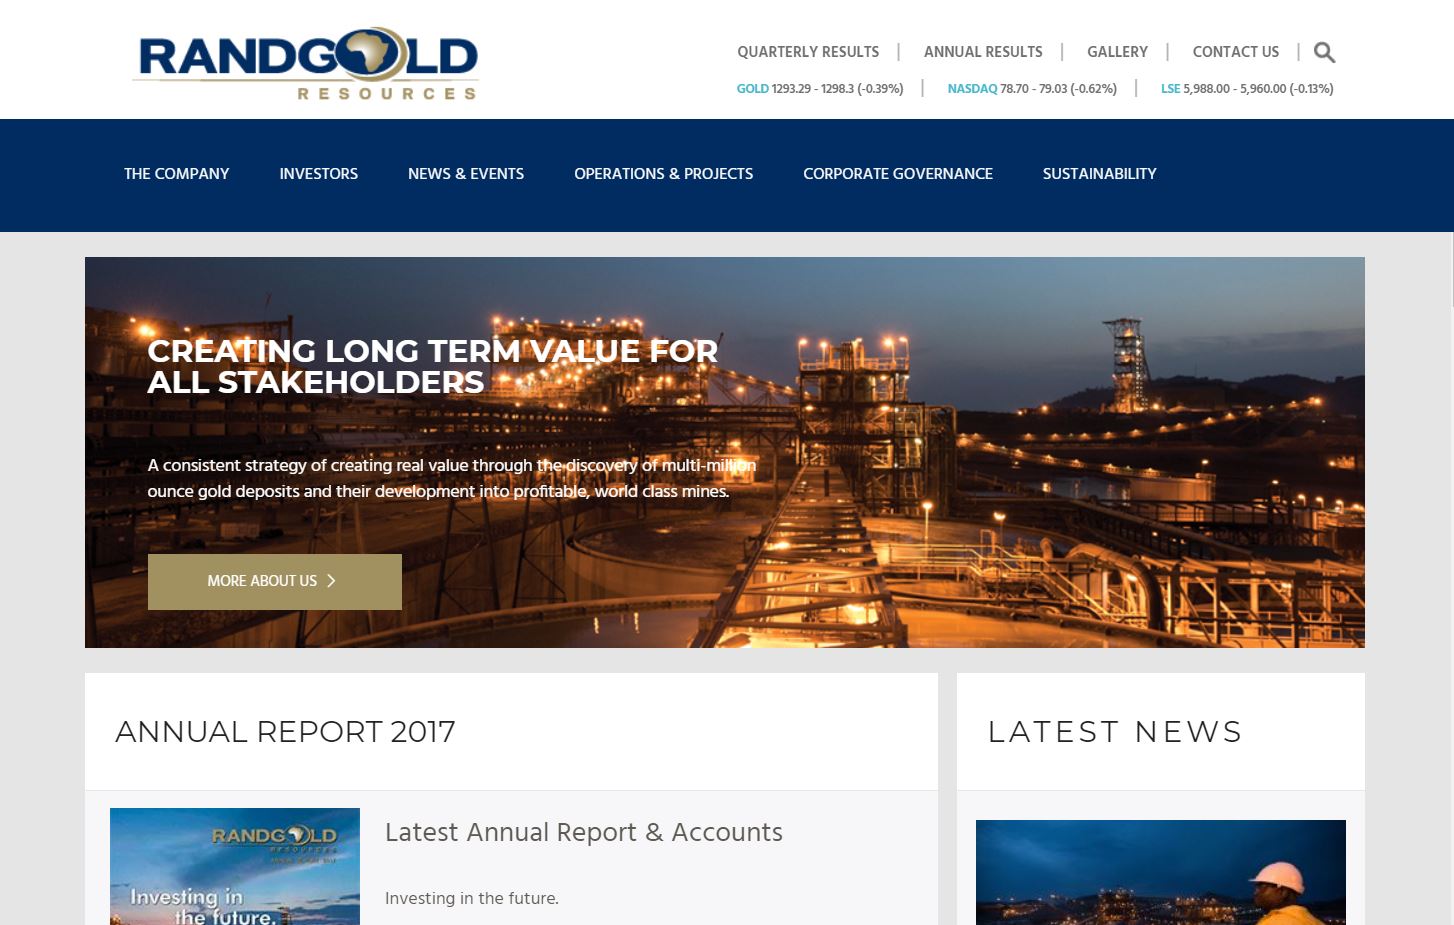 RANDGOLD
RESOURCES
QUARTERLY RESULTS | ANNUAL RESULTS | GALLERY | CONTACT US |
GOLD 1293.29 - 1298.3 (-0.39%) | NASDAQ 78.70 - 79.03 (-0.62%) | LSE 5,988.00 - 5,960.00 (-0.13%)
THE COMPANY INVESTORS NEWS & EVENTS OPERATIONS & PROJECTS CORPORATE GOVERNANCE SUSTAINABILITY
CREATING LONG TERM VALUE FOR
ALL STAKEHOLDERS
A consistent strategy of creating real value through the discovery of multi-million
ounce gold deposits and their development into profitable, world class mines.
MORE ABOUT US >
ANNUAL REPORT 2017
RANDGOLD
RESOURCES
Investing in
the future.
Latest Annual Report & Accounts
Investing in the future.
LATEST NEWS